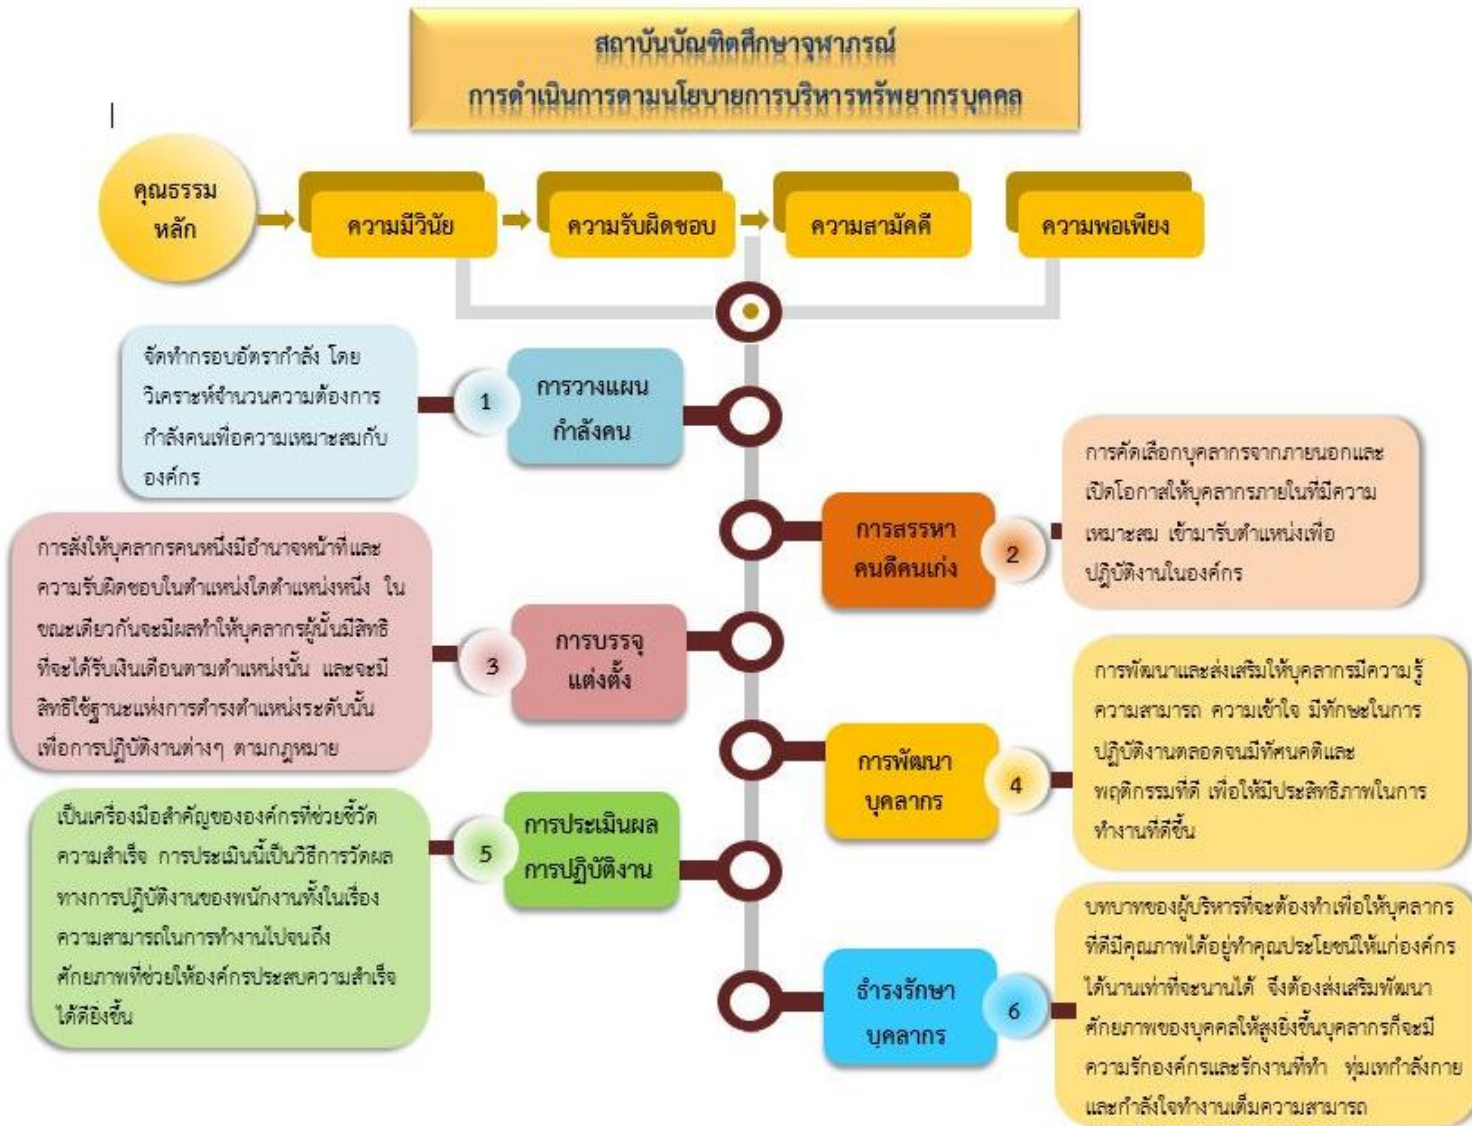 สถาบันบัณฑิตศึกษาจุฬาภรณ์
การดำเนินการตามนโยบายการบริหารทรัพยากรบุคคล
คุณธรรม
หลัก
ความมีวินัย
ความรับผิดชอบ
ความสามัคคี
ความพอเพียง
จัดทำกรอบอัตรากำลัง โดย
วิเคราะห์จำนวนความต้องการ
กำลังคนเพื่อความเหมาะสมกับ
องค์กร
1
การวางแผน
กำลังคน
การสรรหา
คนดีคนเก่ง
2
การคัดเลือกบุคลากรจากภายนอกและ
เปิดโอกาสให้บุคลากรภายในที่มีความ
เหมาะสม เข้ามารับตำแหน่งเพื่อ
ปฏิบัติงานในองค์กร
การสั่งให้บุคลากรคนหนึ่งมีอำนาจหน้าที่และ
ความรับผิดชอบในตำแหน่งใดตำแหน่งหนึ่ง ใน
ขณะเดียวกันจะมีผลทำให้บุคลากรผู้นั้นมีสิทธิ
ที่จะได้รับเงินเดือนตามตำแหน่งนั้น และจะมี
สิทธิใช้ฐานะแห่งการดำรงตำแหน่งระดับนั้น
เพื่อการปฏิบัติงานต่างๆ ตามกฎหมาย
3
การบรรจุ
แต่งตั้ง
การพัฒนา
บุคลากร
4
การพัฒนาและส่งเสริมให้บุคลากรมีความรู้
ความสามารถ ความเข้าใจ มีทักษะในการ
ปฏิบัติงานตลอดจนมีทัศนคติและ
พฤติกรรมที่ดี เพื่อให้มีประสิทธิภาพในการ
ทำงานที่ดีขึ้น
เป็นเครื่องมือสำคัญขององค์กรที่ช่วยชี้วัด
ความสำเร็จ การประเมินนี้เป็นวิธีการวัดผล
ทางการปฏิบัติงานของพนักงานทั้งในเรื่อง
ความสามารถในการทำงานไปจนถึง
ศักยภาพที่ช่วยให้องค์กรประสบความสำเร็จ
ได้ดียิ่งขึ้น
5
การประเมินผล
การปฏิบัติงาน
ธำรงรักษา
บุคลากร
6
บทบาทของผู้บริหารที่จะต้องทำเพื่อให้บุคลากร
ที่ดีมีคุณภาพได้อยู่ทำคุณประโยชน์ให้แก่องค์กร
ได้นานเท่าที่จะนานได้ จึงต้องส่งเสริมพัฒนา
ศักยภาพของบุคคลให้สูงยิ่งขึ้นบุคลากรก็จะมี
ความรักองค์กรและรักงานที่ทำ ทุ่มเทกำลังกาย
และกำลังใจทำงานเต็มความสามารถ